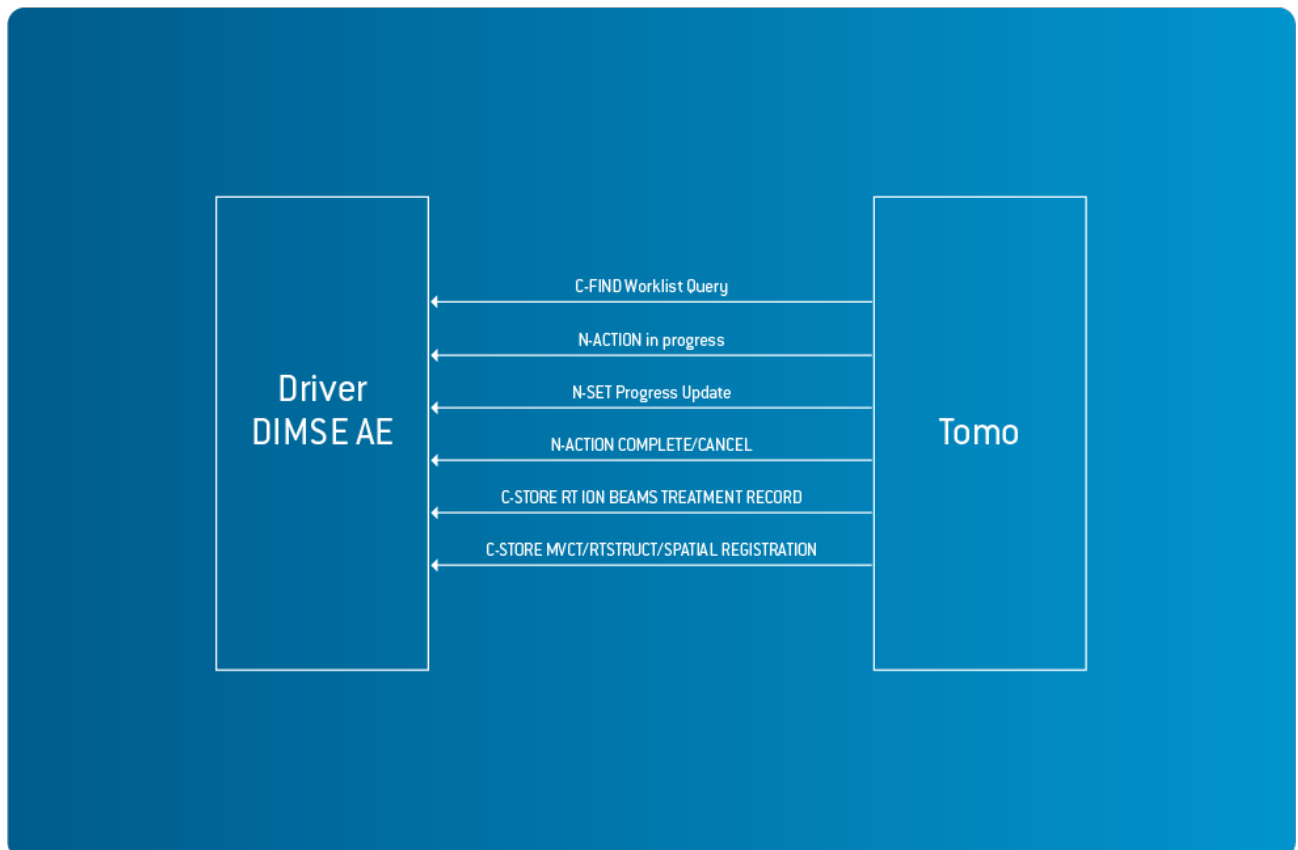 C-FIND Worklist Query
N-ACTION in progress
Driver
DIMSE AE
N-SET Progress Update
Tomo
N-ACTION COMPLETE/CANCEL
C-STORE RT ION BEAMS TREATMENT RECORD
C-STORE MVCT/RTSTRUCT/SPATIAL REGISTRATION